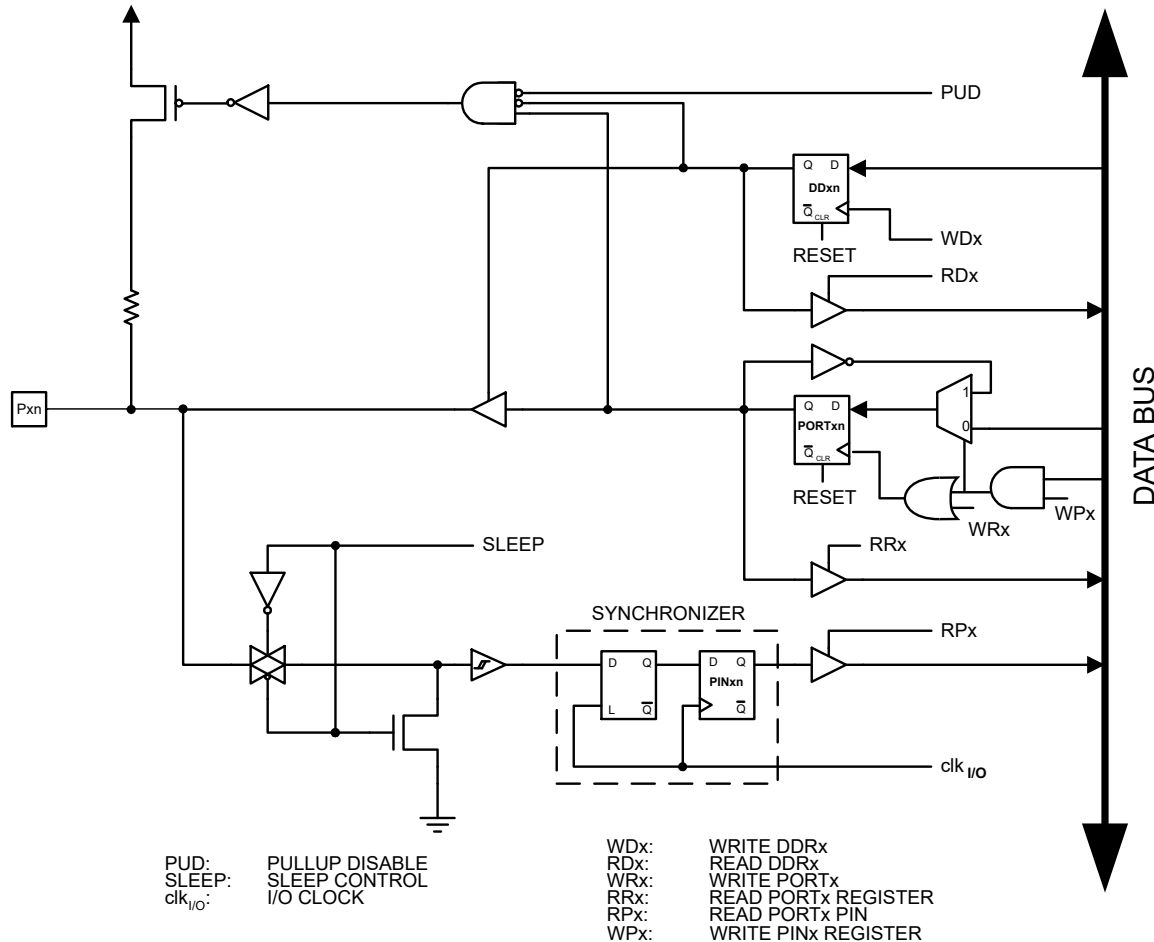 PUD
Q D
DDxn
Q CLR
WDx
RESET
RDx
Pxn
1
Q D
PORTxn
0
Q CLR
RESET
WRx
WPx
DATA BUS
SLEEP
RRx
SYNCHRONIZER
RPx
D Q
D Q
PINxn
L Q
Q
clk I/O
PUD: PULLUP DISABLE
SLEEP: SLEEP CONTROL
clkI/O: I/O CLOCK
WDx: WRITE DDRx
RDx: READ DDRx
WRx: WRITE PORTx
RRx: READ PORTx REGISTER
RPx: READ PORTx PIN
WPx: WRITE PINx REGISTER